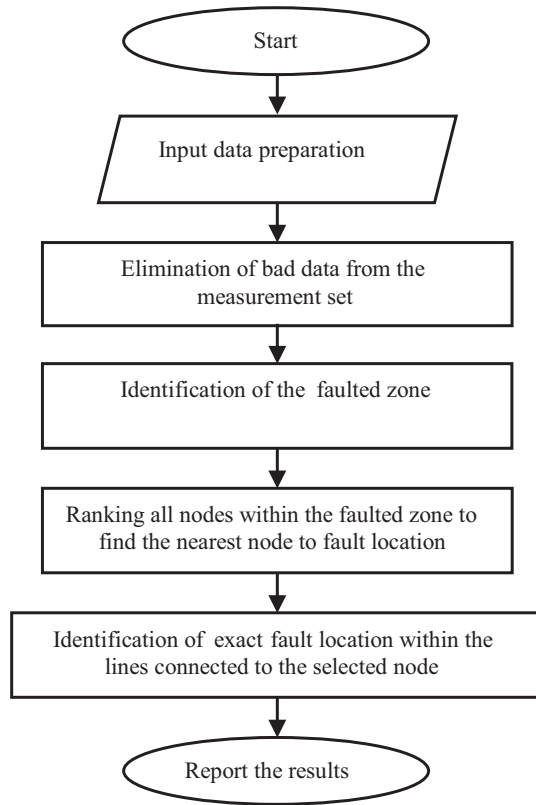 Start
Input data preparation
Elimination of bad data from the
measurement set
Identification of the faulted zone
Ranking all nodes within the faulted zone to
find the nearest node to fault location
Identification of exact fault location within the
lines connected to the selected node
Report the results